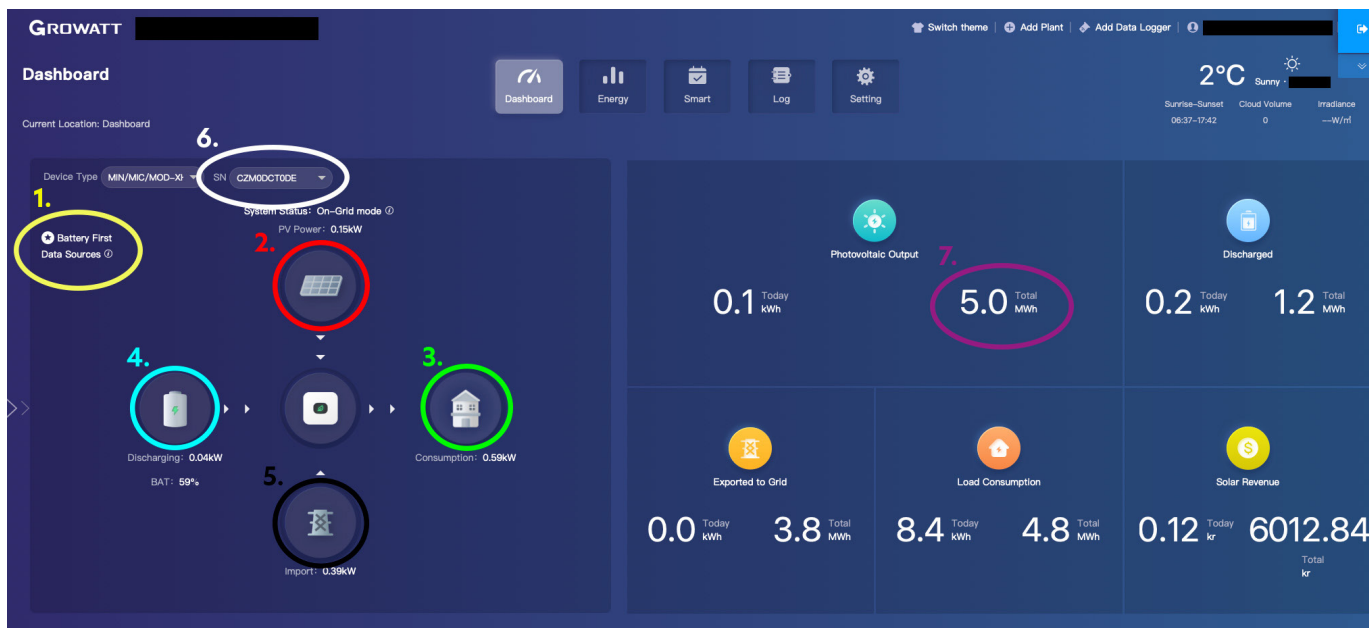 GROWATT
Switch theme | Add Plant | Add Data Logger |
Dashboard
Dashboard
Energy
Smart
Log
Setting
2°C Sunny ·
Sunrise-Sunset Cloud Volume Irradiance
06:37-17:42 0 --W/㎡
Current Location: Dashboard
6.
Device Type MIN/MIC/MOD-XH SN CZM0DCT0DE
1.
System Status: On-Grid mode
PV Power: 0.15kW
Battery First
Data Sources
2.
4.
3.
Discharging: 0.04kW
BAT: 59%
Consumption: 0.59kW
5.
Import: 0.39kW
Photovoltaic Output
7.
0.1 Today kWh
5.0 Total MWh
Discharged
0.2 Today kWh
1.2 Total MWh
Exported to Grid
0.0 Today kWh
3.8 Total MWh
Load Consumption
8.4 Today kWh
4.8 Total MWh
Solar Revenue
0.12 Today kr
6012.84
Total
kr